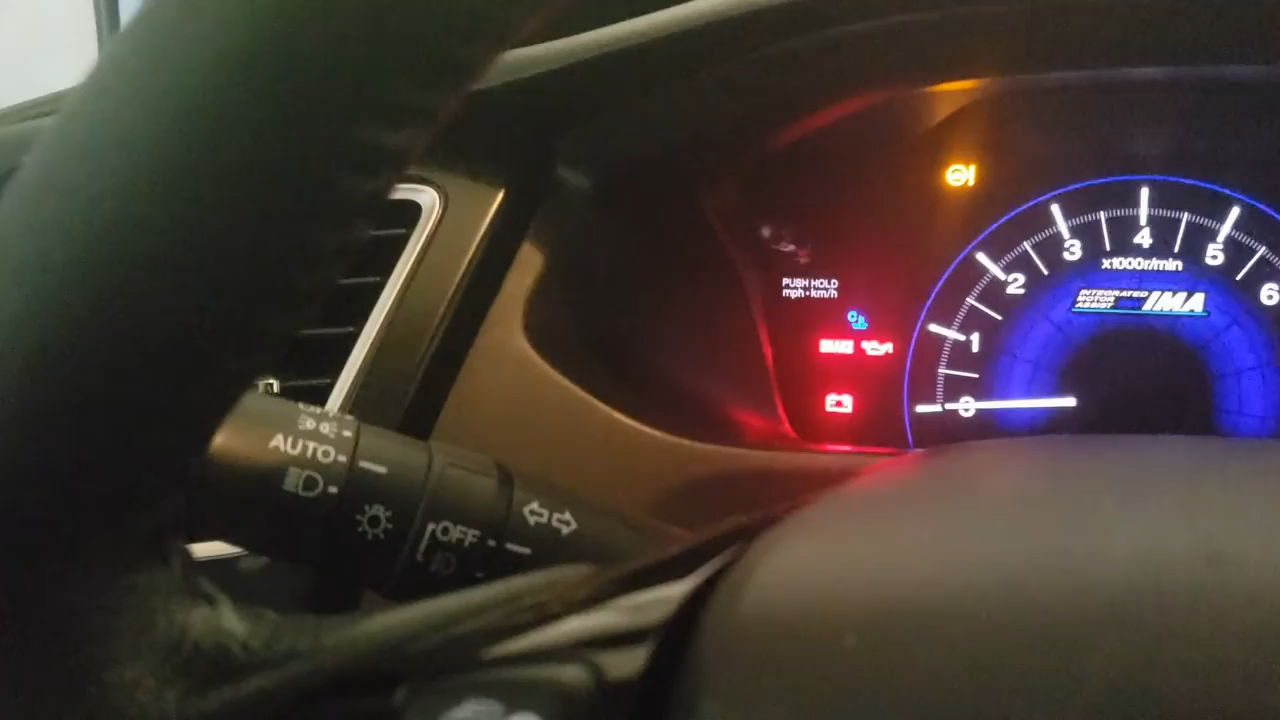 PUSH HOLD
mph•km/h
BRAKE
0
1
2
3
4
5
6
x1000r/min
INTEGRATED
MOTOR
ASSIST
IMA
AUTO
OFF